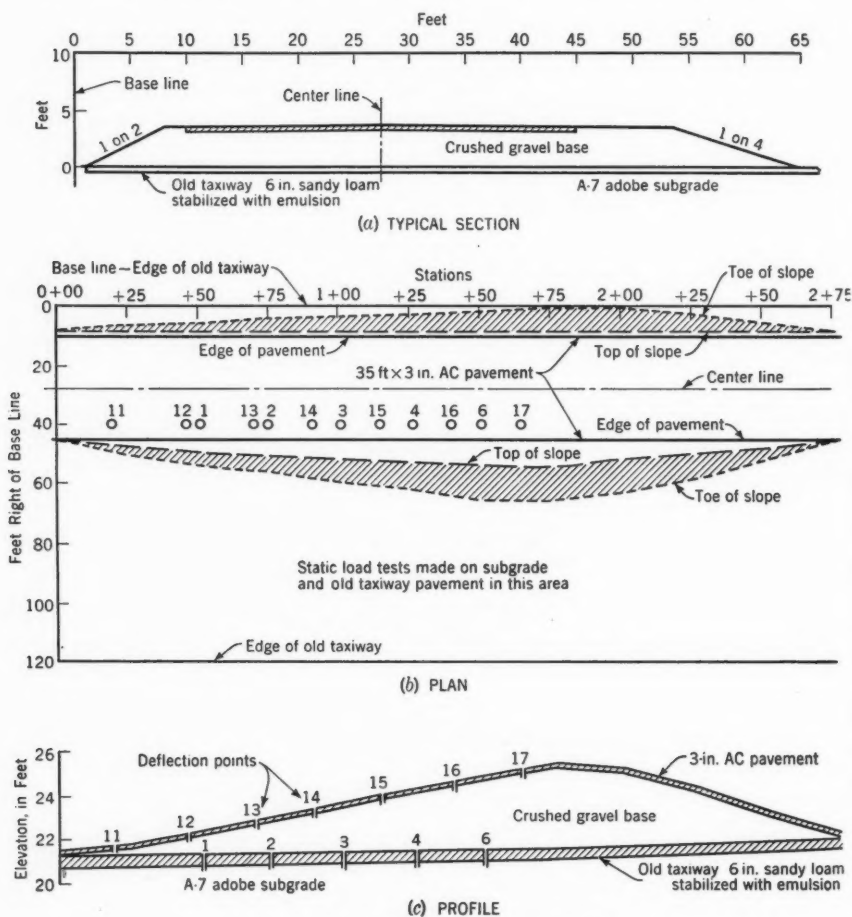 Feet
0 5 10 15 20 25 30 35 40 45 50 55 60 65
10
Base line
Center line
Feet
5
1 on 2
1 on 4
Crushed gravel base
0
Old taxiway 6 in. sandy loam
stabilized with emulsion
A-7 adobe subgrade
(a) TYPICAL SECTION
Base line-Edge of old taxiway
Stations
Toe of slope
0+00 +25 +50 +75 1+00 +25 +50 +75 2+00 +25 +50 2+75
0
Edge of pavement
Top of slope
20
35 ft × 3 in. AC pavement
Center line
40
11 12 1 13 2 14 3 15 4 16 6 17
Edge of pavement
Top of slope
Feet Right of Base Line
60
Toe of slope
80
Static load tests made on subgrade
and old taxiway pavement in this area
100
Edge of old taxiway
120
(b) PLAN
Elevation, in Feet
26
Deflection points
17
3-in. AC pavement
16
15
24
14
13
12
Crushed gravel base
11
22
1 2 3 4 6
20
A-7 adobe subgrade
Old taxiway 6 in. sandy loam
stabilized with emulsion
(c) PROFILE